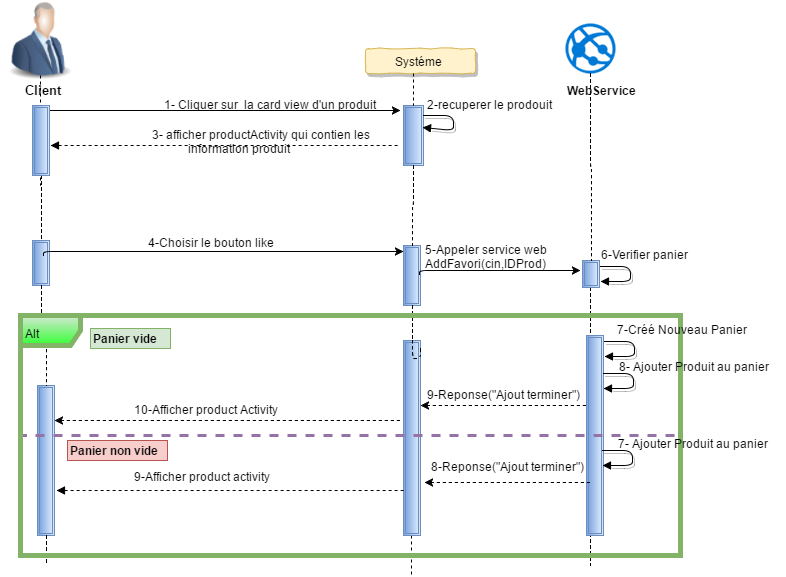 Système
Client
WebService
1- Cliquer sur la card view d'un produit
2-recuperer le prodouit
3- afficher productActivity qui contien les
information produit
4-Choisir le bouton like
5-Appeler service web
AddFavori(cin,IDProd)
6-Verifier panier
Alt
Panier vide
7-Créé Nouveau Panier
8- Ajouter Produit au panier
9-Reponse("Ajout terminer")
10-Afficher product Activity
Panier non vide
7- Ajouter Produit au panier
8-Reponse("Ajout terminer")
9-Afficher product activity